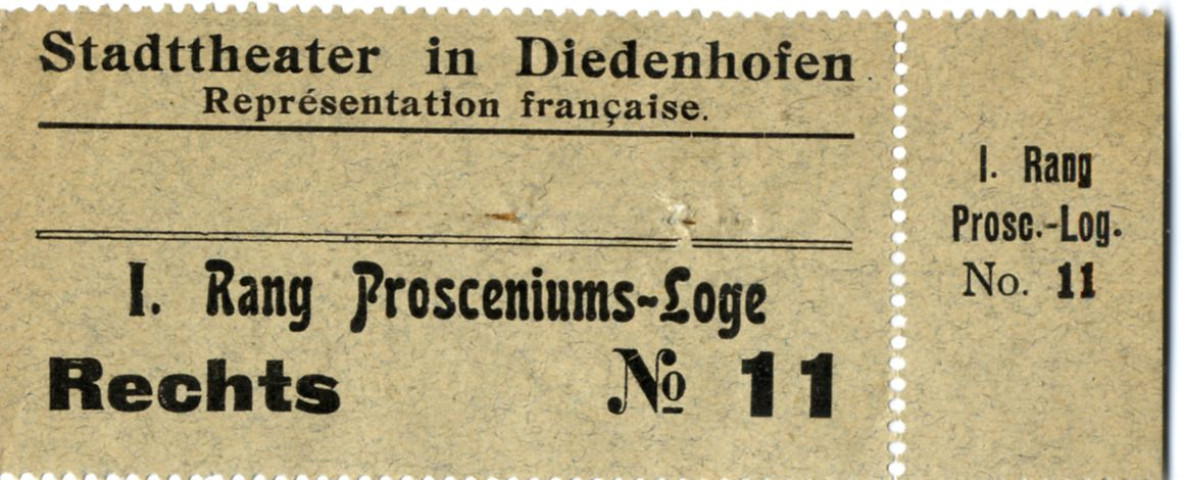 Stadttheater in Diedenhofen.
Représentation française.
I. Rang Prosceniums-Loge
Rechts № 11
I. Rang
Prosc.-Log.
No. 11